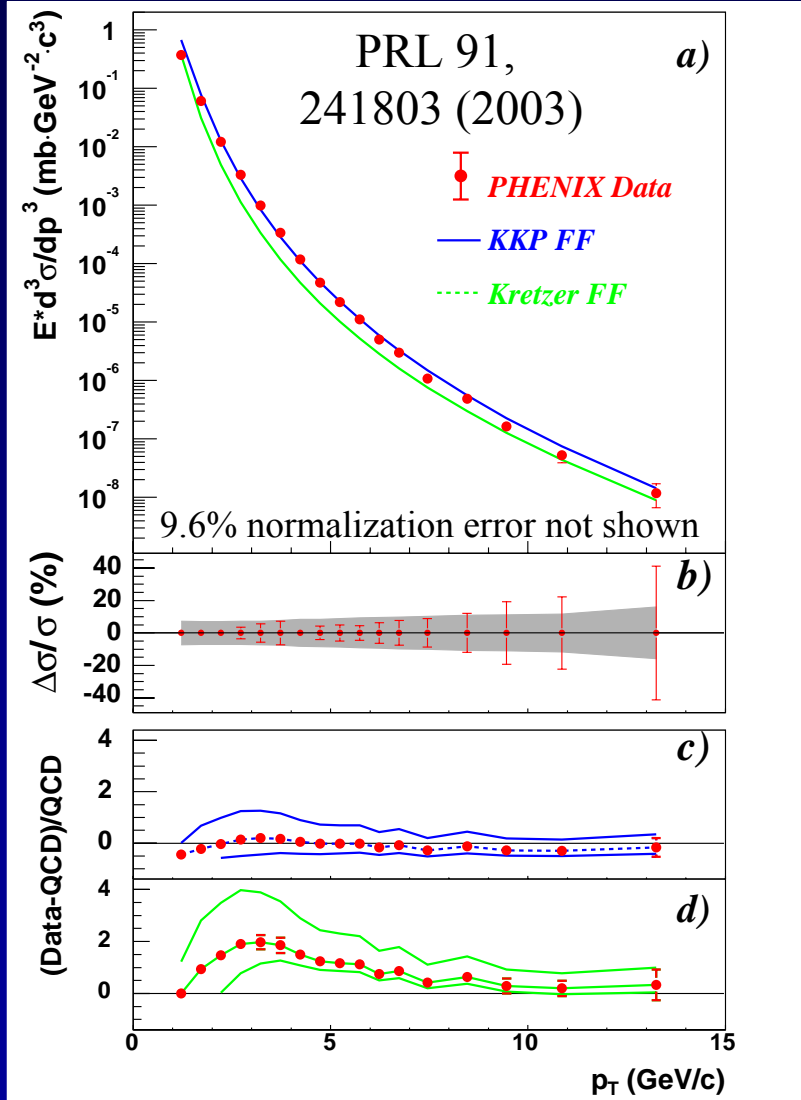 PRL 91,
241803 (2003)
a)
E*d³σ/dp³ (mb·GeV⁻²·c³)
1
10⁻¹
10⁻²
10⁻³
10⁻⁴
10⁻⁵
10⁻⁶
10⁻⁷
10⁻⁸
PHENIX Data
KKP FF
Kretzer FF
9.6% normalization error not shown
b)
Δσ/σ (%)
40
20
0
-20
-40
(Data-QCD)/QCD
c)
4
2
0
d)
4
2
0
0 5 10 15
p_T (GeV/c)